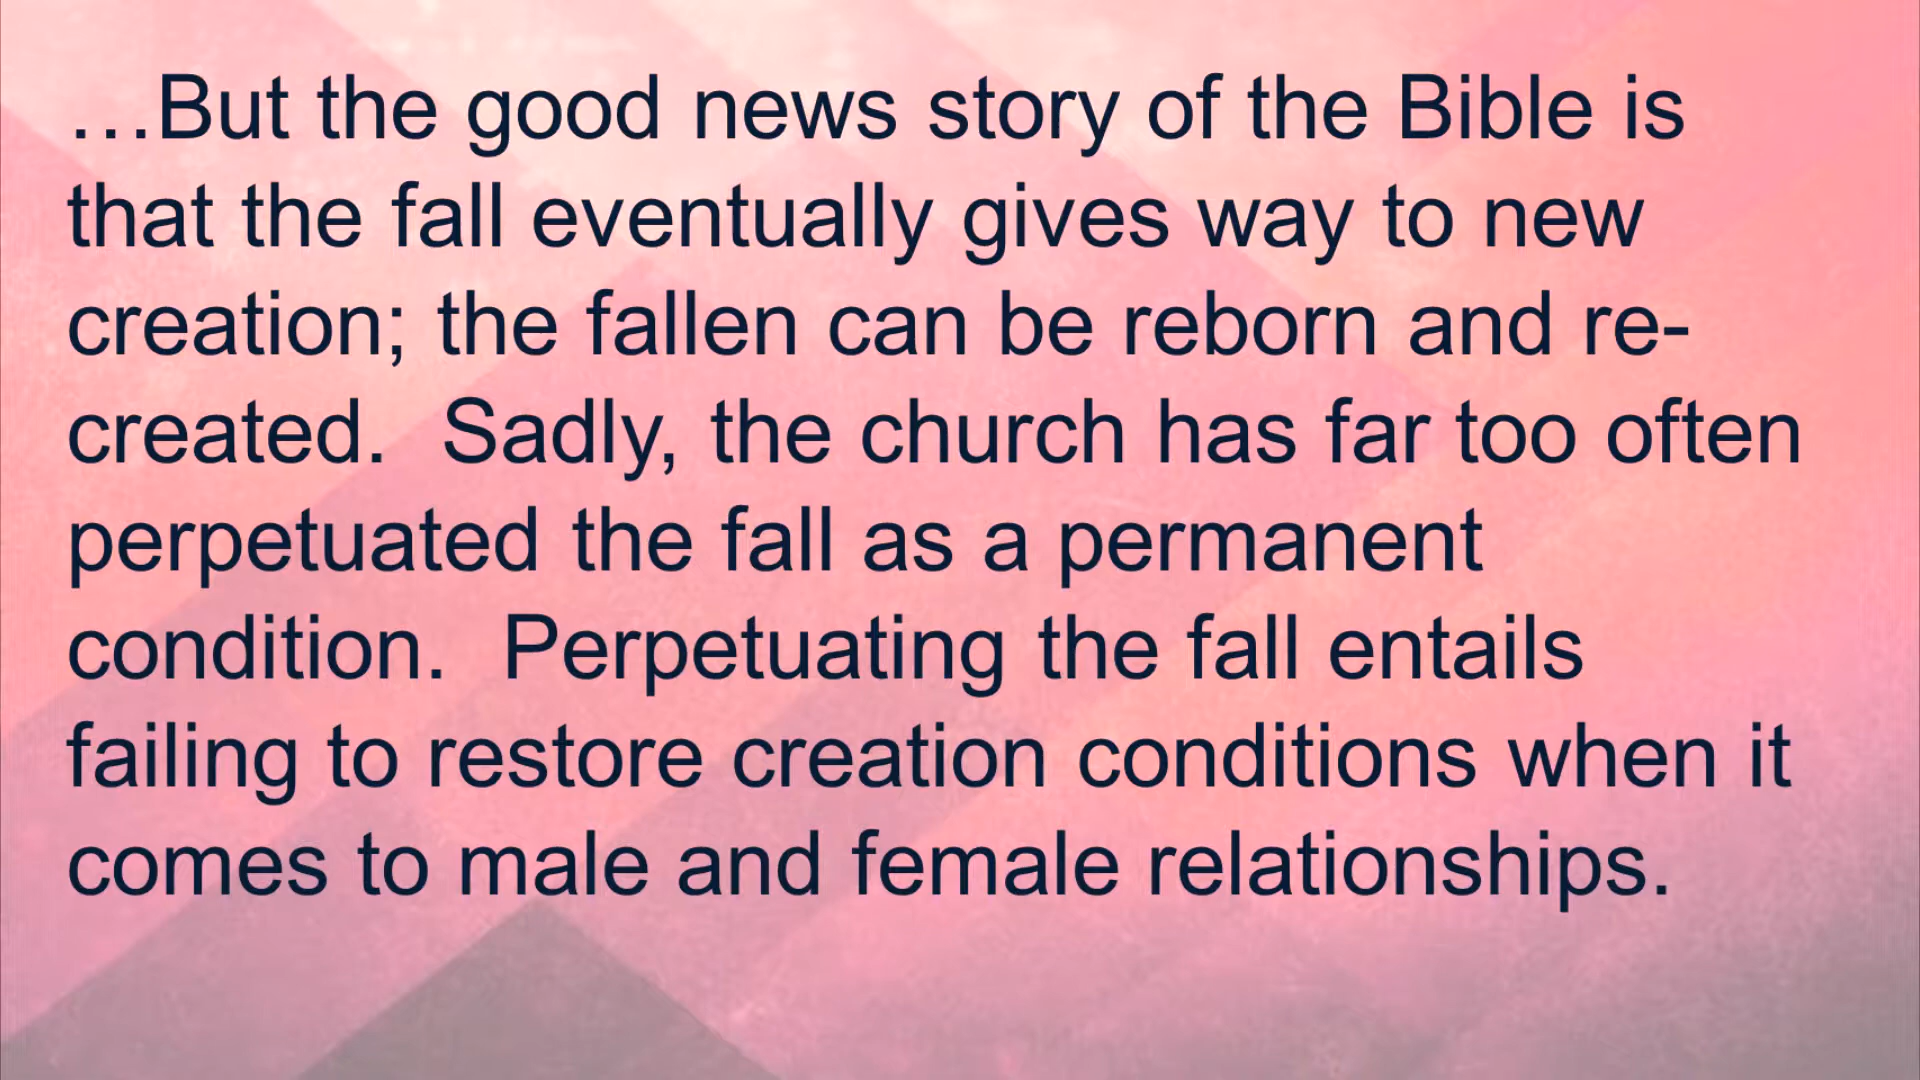 …But the good news story of the Bible is
that the fall eventually gives way to new
creation; the fallen can be reborn and re-
created.  Sadly, the church has far too often
perpetuated the fall as a permanent
condition.  Perpetuating the fall entails
failing to restore creation conditions when it
comes to male and female relationships.